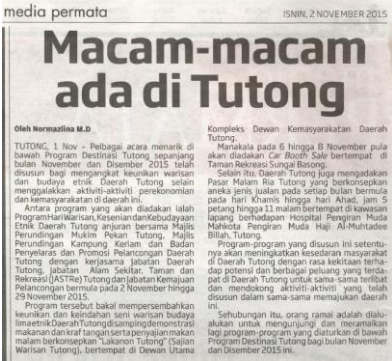 media permata
ISNIN, 2 NOVEMBER 2015
Macam-macam
ada di Tutong
Oleh Normazlina M.D
TUTONG, 1 Nov – Pelbagai acara menarik di
bawah Program Destinasi Tutong sepanjang
bulan November dan Disember 2015 telah
disusun bagi mengangkat keunikan warisan
dan budaya etnik Daerah Tutong selain
menggalakkan aktiviti-aktiviti perekonomian
dan kemasyarakatan di daerah ini.
Antara program yang akan diadakan ialah
Program Hari Warisan, Kesenian dan Kebudayaan
Etnik Daerah Tutong anjuran bersama Majlis
Perundingan Mukim Pekan Tutong, Majlis
Perundingan Kampung Keriam dan Badan
Penyelaras dan Promosi Pelancongan Daerah
Tutong dengan kerjasama Jabatan Daerah
Tutong, Jabatan Alam Sekitar, Taman dan
Rekreasi (JASTRe) Tutong dan Jabatan Kemajuan
Pelancongan bermula pada 2 November hingga
29 November 2015.
Program tersebut bakal mempersembahkan
keunikan dan keindahan seni warisan budaya
lima etnik Daerah Tutong di samping demonstrasi
makanan dan kraf tangan serta penyajian makan
malam berkonsepkan "Lakanon Tutong" (Sajian
Warisan Tutong), bertempat di Dewan Utama
Kompleks Dewan Kemasyarakatan Daerah
Tutong.
Manakala pada 6 hingga 8 November pula
akan diadakan Car Booth Sale bertempat di
Taman Rekreasi Sungai Basong.
Selain itu, Daerah Tutong juga mengadakan
Pasar Malam Ria Tutong yang berkonsepkan
aneka jenis jualan pada setiap bulan bermula
pada hari Khamis hingga hari Ahad, jam 5
petang hingga 11 malam bertempat di kawasan
lapang berhadapan Hospital Pengiran Muda
Mahkota Pengiran Muda Haji Al-Muhtadee
Billah, Tutong.
Program-program yang disusun ini setentu-
nya akan meningkatkan kesedaran masyarakat
di Daerah Tutong dengan rasa kekitaan terha-
dap potensi dan berbagai peluang yang terda-
pat di Daerah Tutong untuk sama-sama terlibat
dan mendokong aktiviti-aktiviti yang telah
disusun dalam sama-sama memajukan daerah
ini.
Sehubungan itu, orang ramai adalah dialu-
alukan untuk mengunjungi dan meramaikan
lagi program-program yang diaturkan di bawah
Program Destinasi Tutong bagi bulan November
dan Disember 2015 ini.